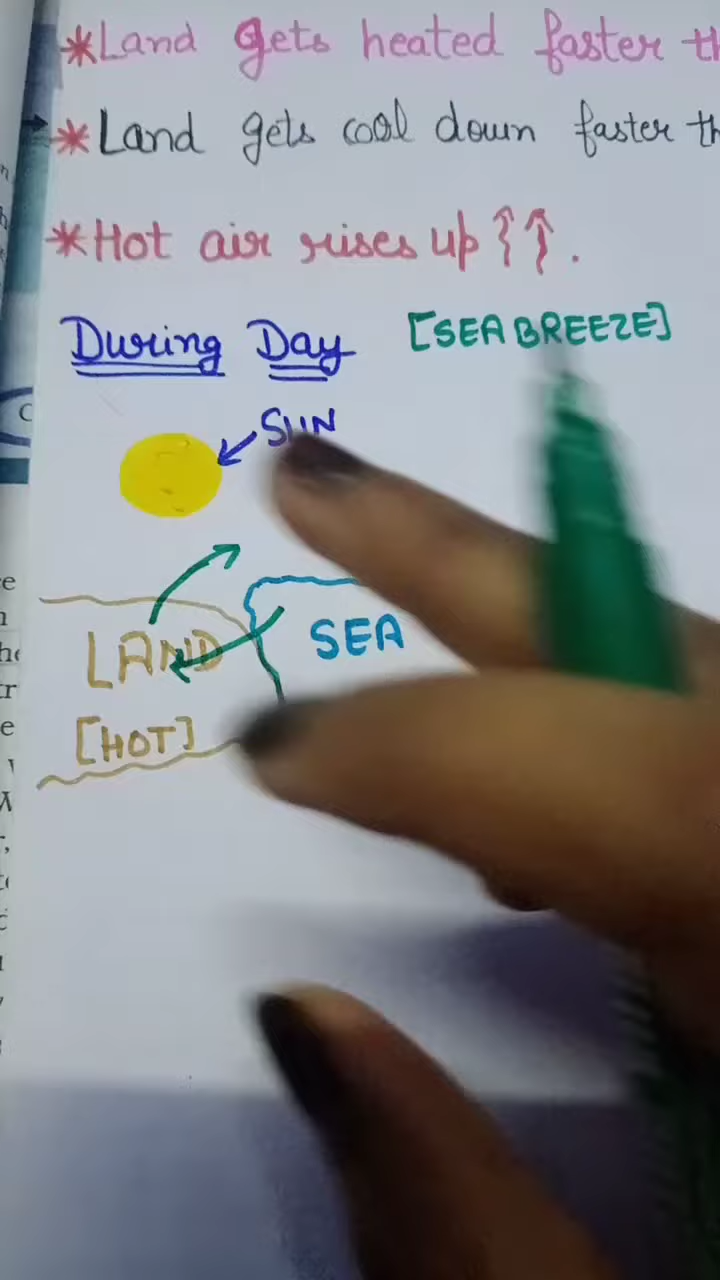 *Land gets heated faster
*Land gets cool down faster
*Hot air rises up.
During Day [SEA BREEZE]
SUN
LAND
SEA
[HOT]